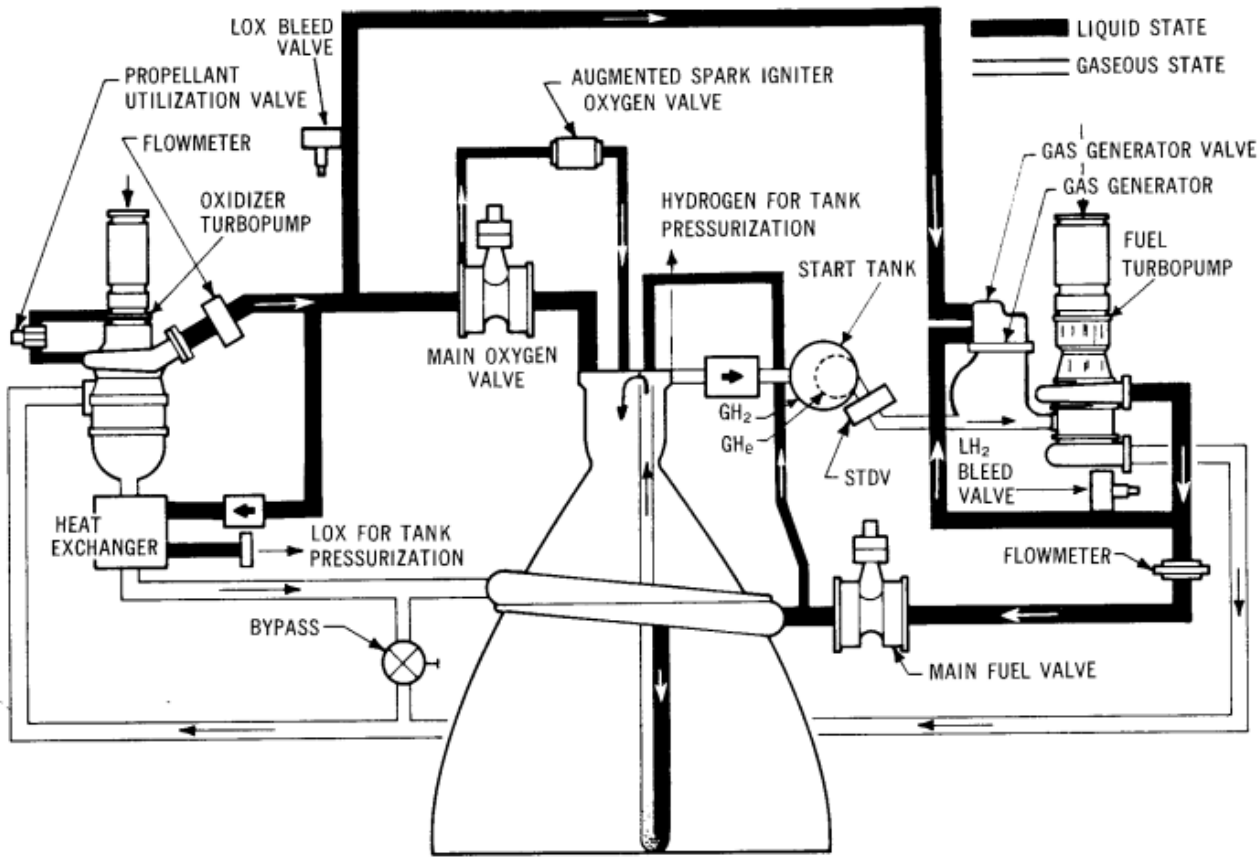 LOX BLEED
VALVE
PROPELLANT
UTILIZATION VALVE
FLOWMETER
OXIDIZER
TURBOPUMP
AUGMENTED SPARK IGNITER
OXYGEN VALVE
LIQUID STATE
GASEOUS STATE
GAS GENERATOR VALVE
GAS GENERATOR
FUEL
TURBOPUMP
HYDROGEN FOR TANK
PRESSURIZATION
START TANK
MAIN OXYGEN
VALVE
GH₂
GHe
STDV
LH₂
BLEED
VALVE
HEAT
EXCHANGER
LOX FOR TANK
PRESSURIZATION
FLOWMETER
BYPASS
MAIN FUEL VALVE